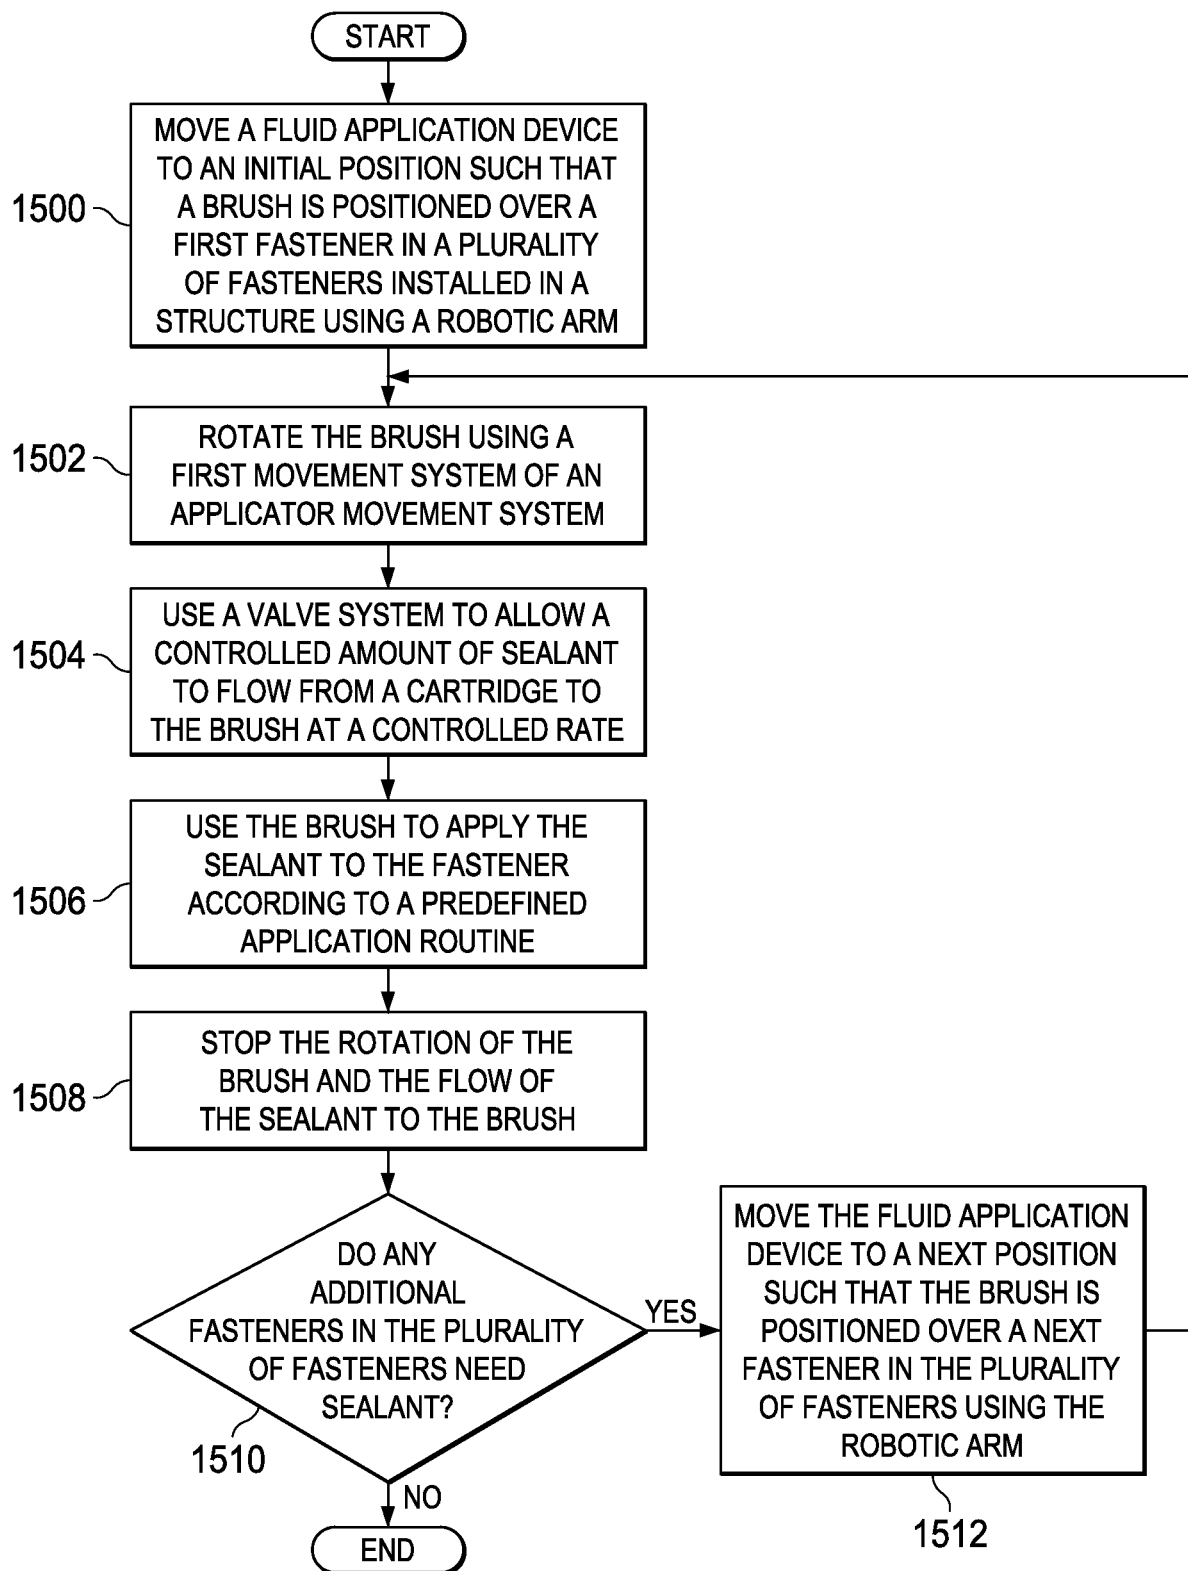 START
MOVE A FLUID APPLICATION DEVICE
TO AN INITIAL POSITION SUCH THAT
A BRUSH IS POSITIONED OVER A
FIRST FASTENER IN A PLURALITY
OF FASTENERS INSTALLED IN A
STRUCTURE USING A ROBOTIC ARM
1500
ROTATE THE BRUSH USING A
FIRST MOVEMENT SYSTEM OF AN
APPLICATOR MOVEMENT SYSTEM
1502
USE A VALVE SYSTEM TO ALLOW A
CONTROLLED AMOUNT OF SEALANT
TO FLOW FROM A CARTRIDGE TO
THE BRUSH AT A CONTROLLED RATE
1504
USE THE BRUSH TO APPLY THE
SEALANT TO THE FASTENER
ACCORDING TO A PREDEFINED
APPLICATION ROUTINE
1506
STOP THE ROTATION OF THE
BRUSH AND THE FLOW OF
THE SEALANT TO THE BRUSH
1508
DO ANY
ADDITIONAL
FASTENERS IN THE PLURALITY
OF FASTENERS NEED
SEALANT?
1510
YES
MOVE THE FLUID APPLICATION
DEVICE TO A NEXT POSITION
SUCH THAT THE BRUSH IS
POSITIONED OVER A NEXT
FASTENER IN THE PLURALITY
OF FASTENERS USING THE
ROBOTIC ARM
1512
NO
END